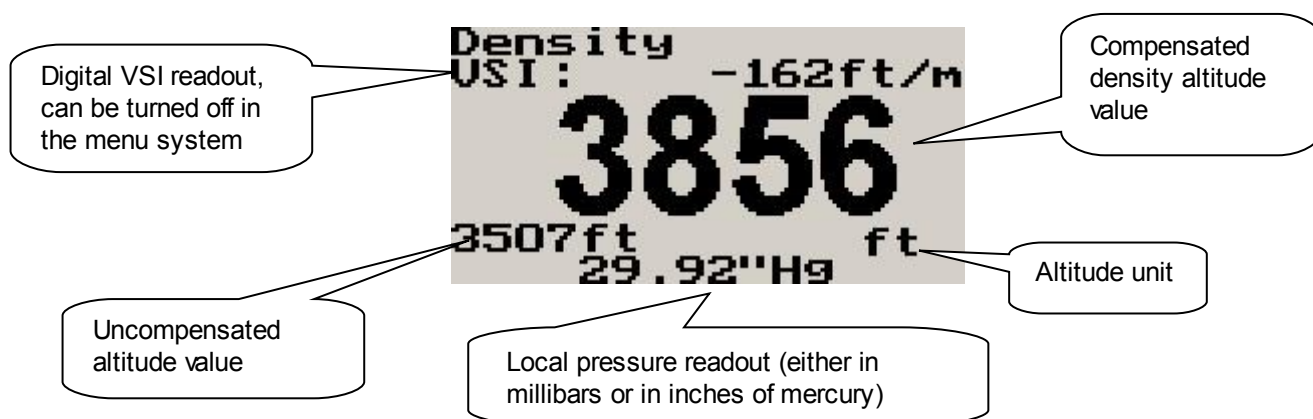 Density
VSI: -162ft/m
3856
3507ft ft
29.92"Hg
Digital VSI readout,
can be turned off in
the menu system
Compensated
density altitude
value
Uncompensated
altitude value
Altitude unit
Local pressure readout (either in
millibars or in inches of mercury)